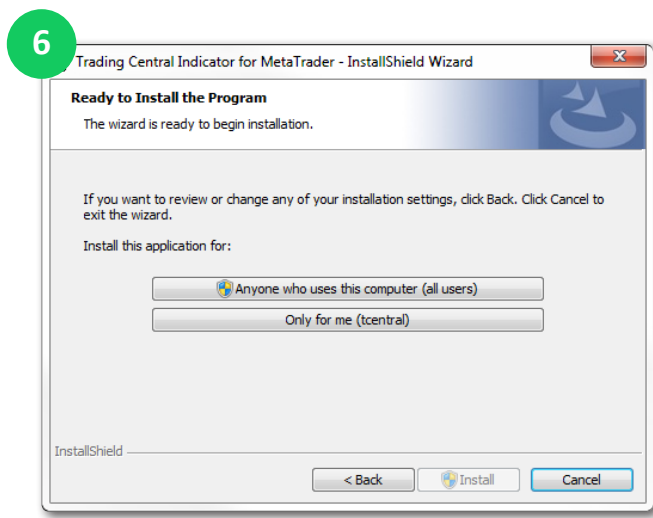 6
Trading Central Indicator for MetaTrader - InstallShield Wizard
Ready to Install the Program
The wizard is ready to begin installation.
If you want to review or change any of your installation settings, click Back. Click Cancel to
exit the wizard.
Install this application for:
Anyone who uses this computer (all users)
Only for me (tcentral)
InstallShield
< Back
Install
Cancel